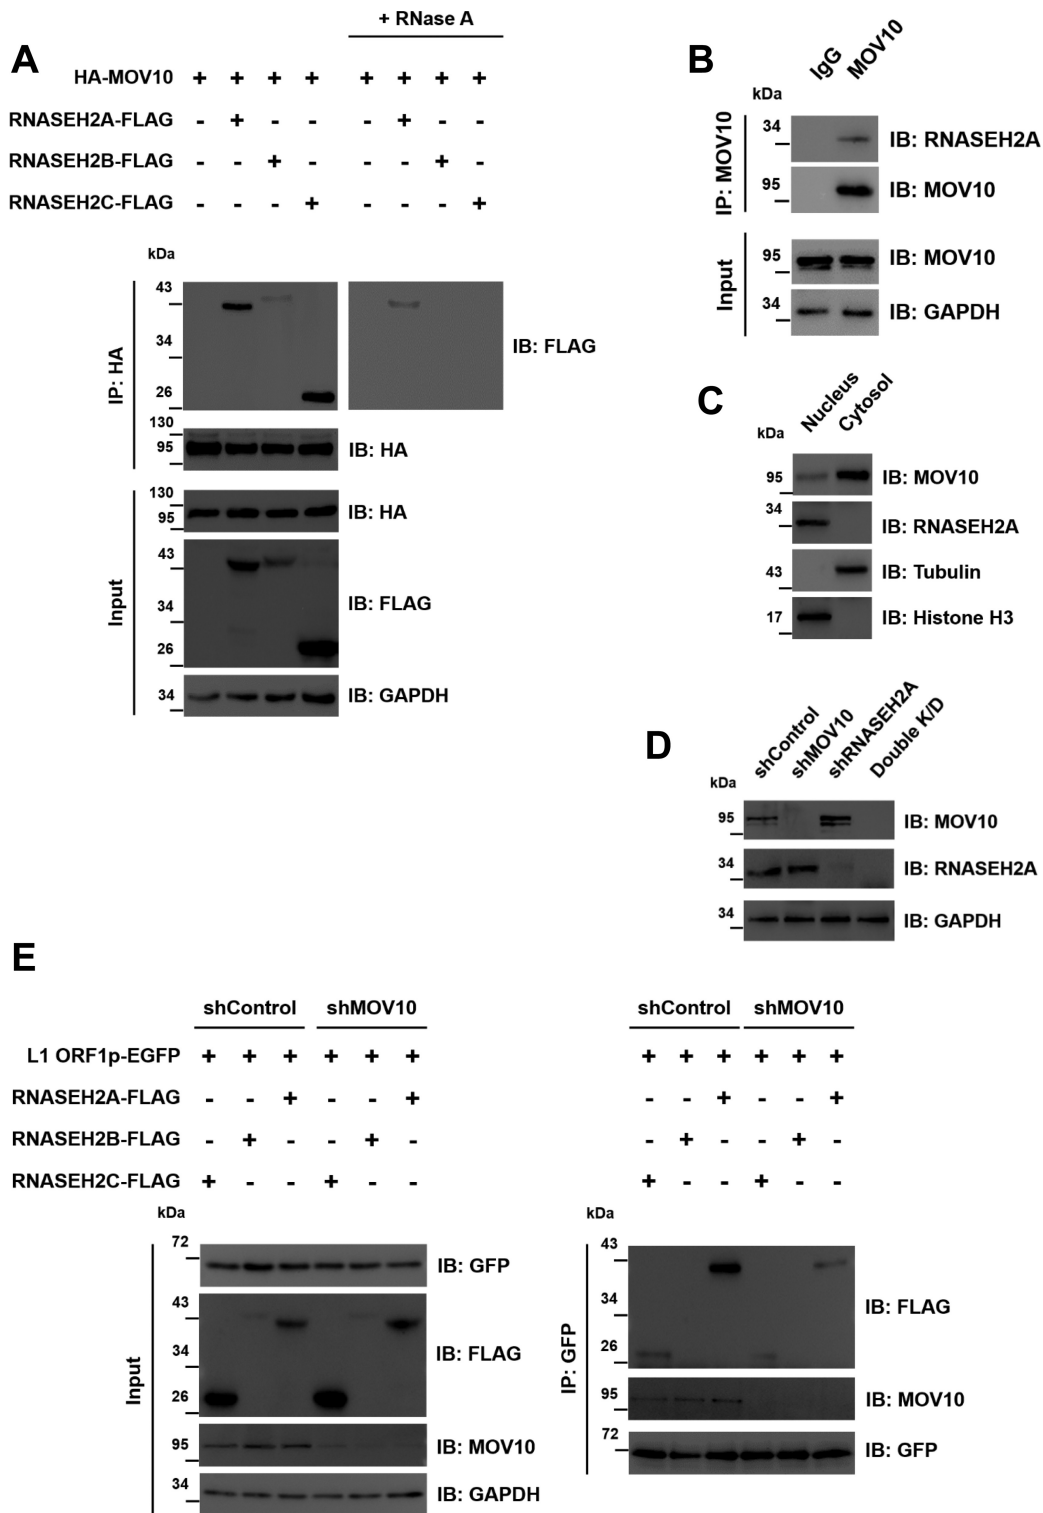 A
+ RNase A
HA-MOV10 + + + + + + + +
RNASEH2A-FLAG - + - - - + - -
RNASEH2B-FLAG - - + - - - + -
RNASEH2C-FLAG - - - + - - - +
kDa
IP: HA
43
34
26
IB: FLAG
130
95
IB: HA
Input
130
95
IB: HA
43
34
26
IB: FLAG
34
IB: GAPDH
B
IgG
MOV10
kDa
IP: MOV10
34
IB: RNASEH2A
95
IB: MOV10
Input
95
IB: MOV10
34
IB: GAPDH
C
Nucleus
Cytosol
kDa
95
IB: MOV10
34
IB: RNASEH2A
43
IB: Tubulin
17
IB: Histone H3
D
shControl
shMOV10
shRNASEH2A
Double K/D
kDa
95
IB: MOV10
34
IB: RNASEH2A
34
IB: GAPDH
E
shControl shMOV10
L1 ORF1p-EGFP + + + + + +
RNASEH2A-FLAG - - + - - +
RNASEH2B-FLAG - + - - + -
RNASEH2C-FLAG + - - + - -
kDa
Input
72
IB: GFP
43
34
26
IB: FLAG
95
IB: MOV10
34
IB: GAPDH
shControl shMOV10
+ + + + + +
- - + - - +
- + - - + -
+ - - + - -
kDa
IP: GFP
43
34
26
IB: FLAG
95
IB: MOV10
72
IB: GFP